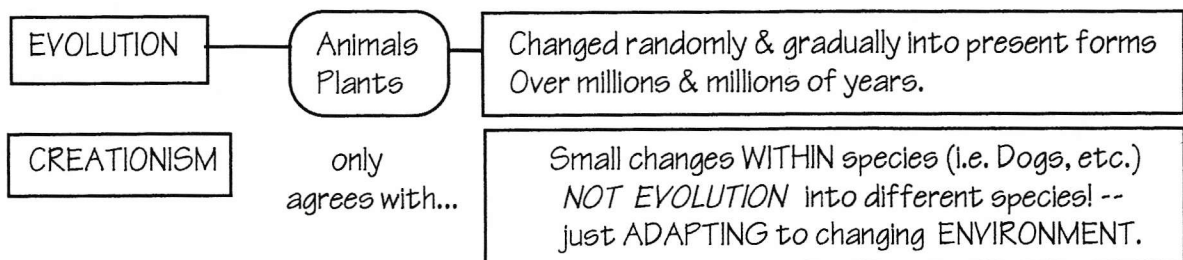 EVOLUTION
Animals
Plants
Changed randomly & gradually into present forms
Over millions & millions of years.
CREATIONISM
only
agrees with...
Small changes WITHIN species (i.e. Dogs, etc.)
NOT EVOLUTION into different species! --
just ADAPTING to changing ENVIRONMENT.